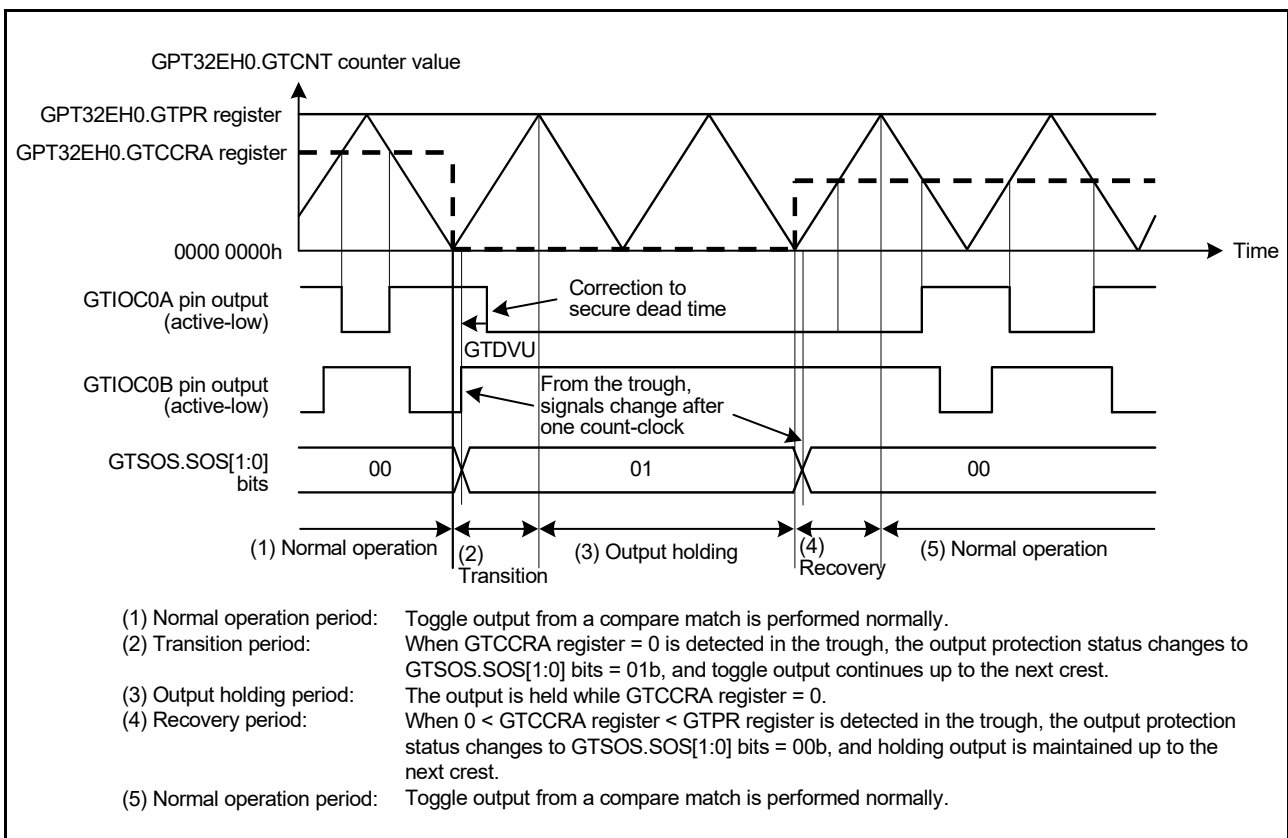 GPT32EH0.GTCNT counter value
GPT32EH0.GTPR register
GPT32EH0.GTCCRA register
0000 0000h
Time
GTIOC0A pin output
(active-low)
Correction to
secure dead time
GTDVU
GTIOC0B pin output
(active-low)
From the trough,
signals change after
one count-clock
GTSOS.SOS[1:0]
bits
00
01
00
(1) Normal operation
(2)
Transition
(3) Output holding
(4)
Recovery
(5) Normal operation
(1) Normal operation period: Toggle output from a compare match is performed normally.
(2) Transition period: When GTCCRA register = 0 is detected in the trough, the output protection status changes to
GTSOS.SOS[1:0] bits = 01b, and toggle output continues up to the next crest.
(3) Output holding period: The output is held while GTCCRA register = 0.
(4) Recovery period: When 0 < GTCCRA register < GTPR register is detected in the trough, the output protection
status changes to GTSOS.SOS[1:0] bits = 00b, and holding output is maintained up to the
next crest.
(5) Normal operation period: Toggle output from a compare match is performed normally.